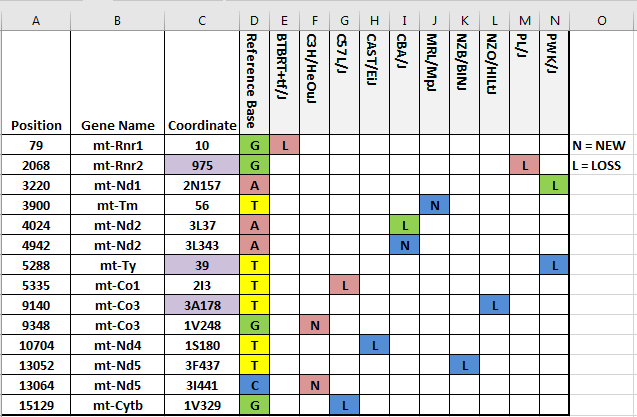 A B C D E F G H I J K L M N O
Position Gene Name Coordinate Reference Base BTBRT+tf/J C3H/HeOuJ C57L/J CAST/EiJ CBA/J MRL/MpJ NZB/BINJ NZO/HILtJ PL/J PWK/J
79 mt-Rnr1 10 G L N = NEW
2068 mt-Rnr2 975 G L L = LOSS
3220 mt-Nd1 2N157 A L
3900 mt-Tm 56 T N
4024 mt-Nd2 3L37 A L
4942 mt-Nd2 3L343 A N
5288 mt-Ty 39 T L
5335 mt-Co1 2I3 T L
9140 mt-Co3 3A178 T L
9348 mt-Co3 1V248 G N
10704 mt-Nd4 1S180 T L
13052 mt-Nd5 3F437 T L
13064 mt-Nd5 3I441 C N
15129 mt-Cytb 1V329 G L